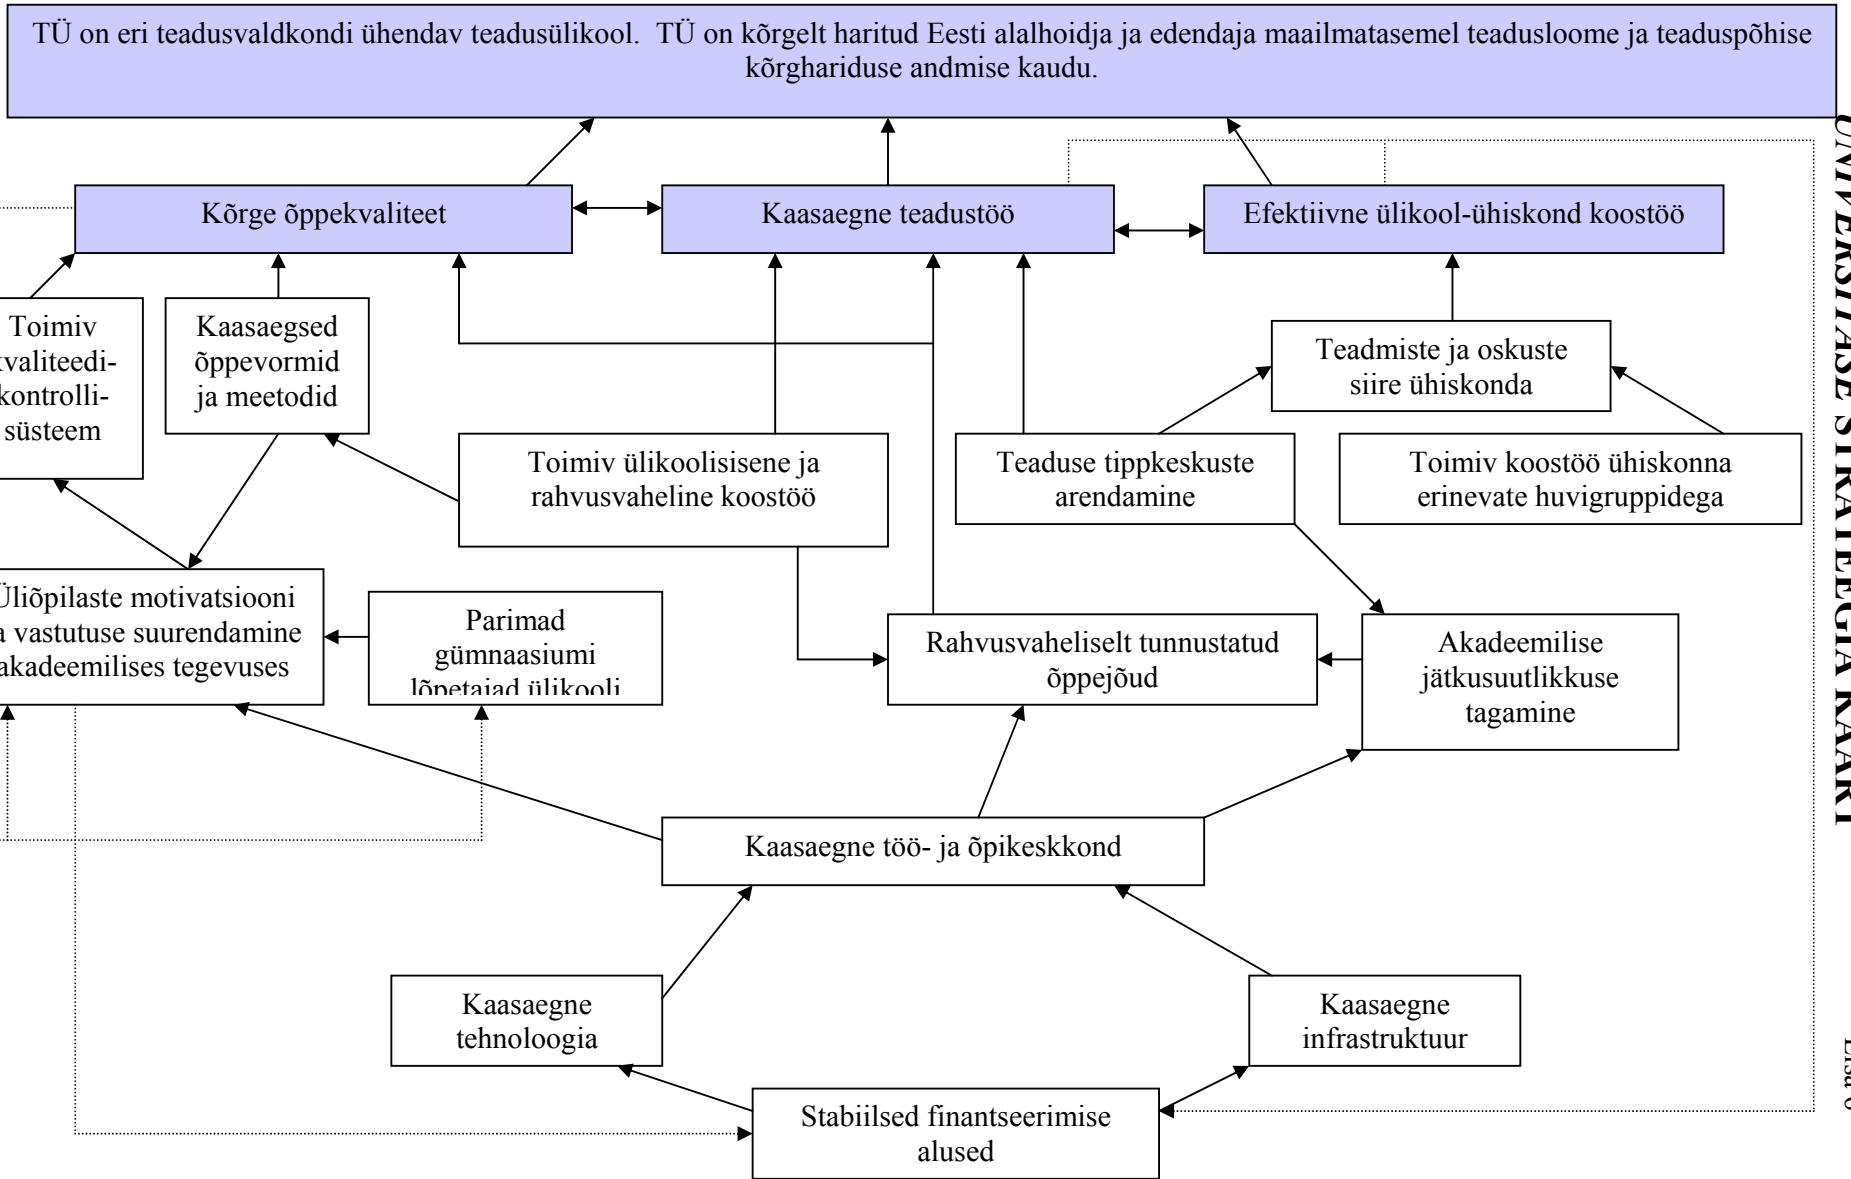 TÜ on eri teadusvaldkondi ühendav teadusülikool. TÜ on kõrgelt haritud Eesti alalhoidja ja edendaja maailmatasemel teadusloome ja teaduspõhise
kõrghariduse andmise kaudu.
UNIVERSITASE STRATEEGIA KAART
Kõrge õppekvaliteet
Kaasaegne teadustöö
Efektiivne ülikool-ühiskond koostöö
Toimiv
kvaliteedi-
kontrolli-
süsteem
Kaasaegsed
õppevormid
ja meetodid
Teadmiste ja oskuste
siire ühiskonda
Toimiv ülikoolisisene ja
rahvusvaheline koostöö
Teaduse tippkeskuste
arendamine
Toimiv koostöö ühiskonna
erinevate huvigruppidega
Üliõpilaste motivatsiooni
ja vastutuse suurendamine
akadeemilises tegevuses
Parimad
gümnaasiumi
lõpetajad ülikooli
Rahvusvaheliselt tunnustatud
õppejõud
Akadeemilise
jätkusuutlikkuse
tagamine
Kaasaegne töö- ja õpikeskkond
Kaasaegne
tehnoloogia
Kaasaegne
infrastruktuur
Lisa 6
Stabiilsed finantseerimise
alused